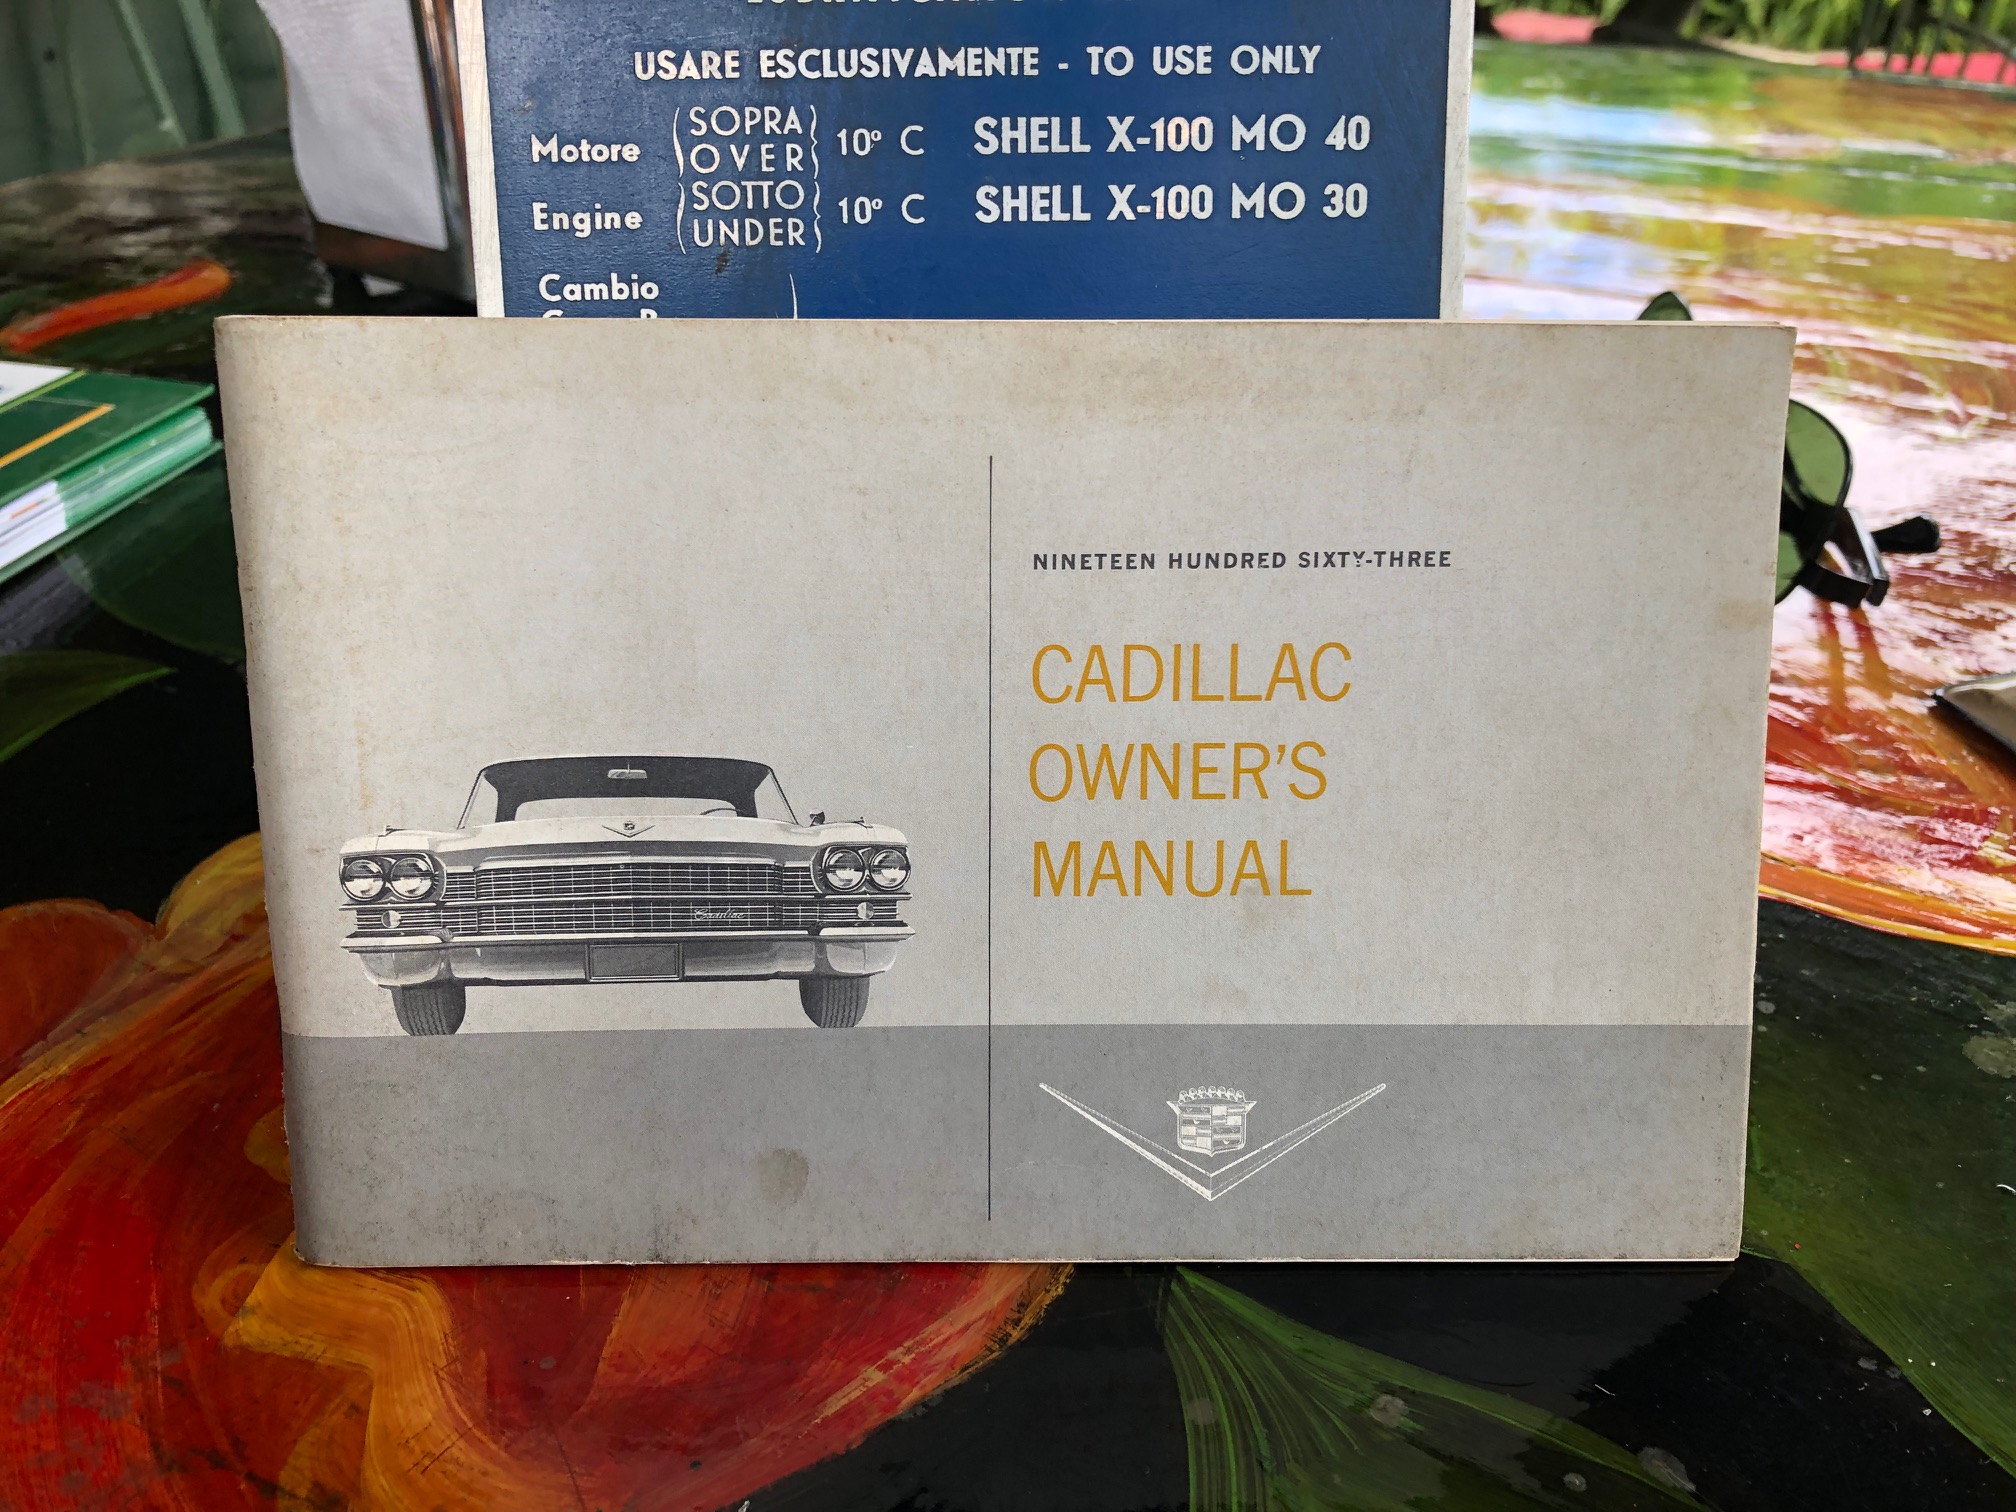 USARE ESCLUSIVAMENTE - TO USE ONLY
Motore SOPRA OVER 10° C SHELL X-100 MO 40
Engine SOTTO UNDER 10° C SHELL X-100 MO 30
Cambio
NINETEEN HUNDRED SIXTY-THREE
CADILLAC
OWNER'S
MANUAL
Cadillac